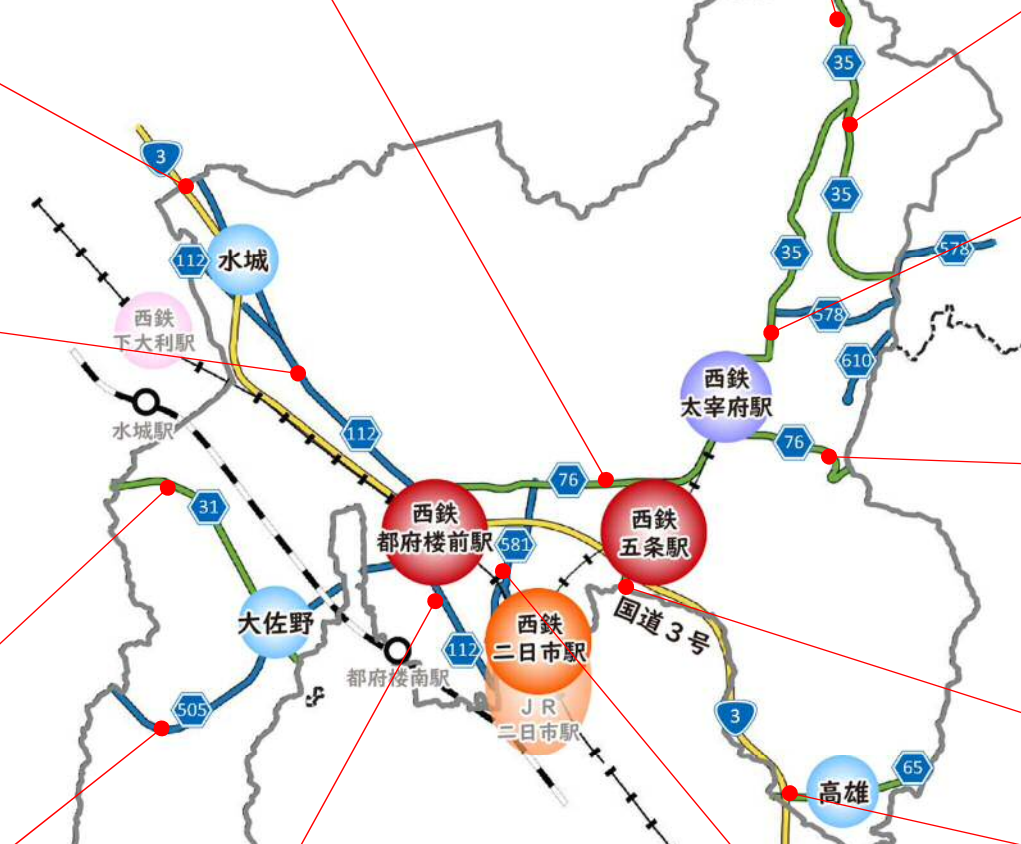 35
3
35
35
578
112
水城
578
西鉄
下大利駅
610
西鉄
太宰府駅
水城駅
112
76
76
31
西鉄
都府楼前駅
581
西鉄
五条駅
大佐野
国道3号
西鉄
二日市駅
112
都府楼南駅
505
JR
二日市駅
3
65
高雄